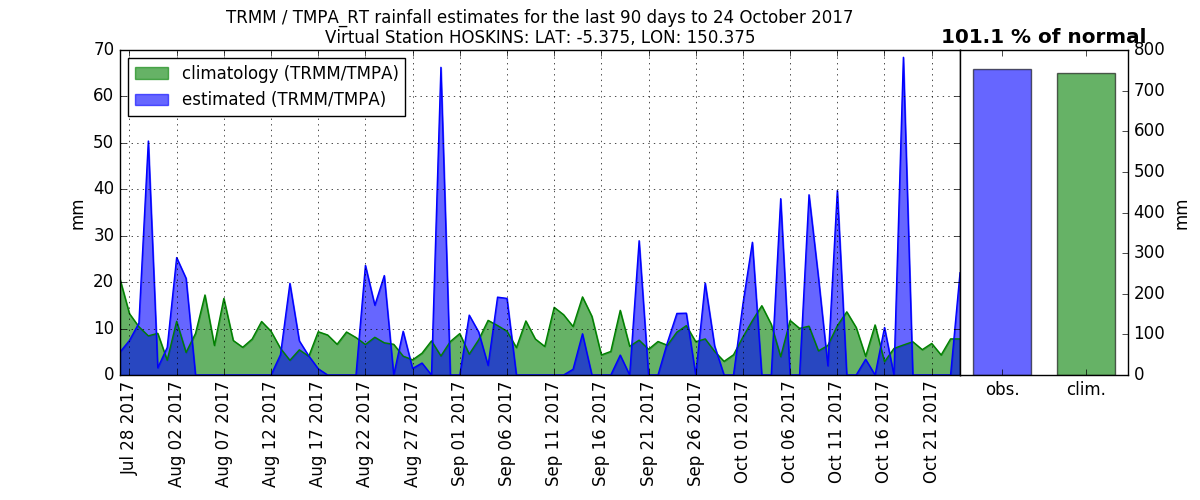 TRMM / TMPA_RT rainfall estimates for the last 90 days to 24 October 2017
Virtual Station HOSKINS: LAT: -5.375, LON: 150.375
101.1 % of normal
climatology (TRMM/TMPA)
estimated (TRMM/TMPA)
mm
70
60
50
40
30
20
10
0
Jul 28 2017
Aug 02 2017
Aug 07 2017
Aug 12 2017
Aug 17 2017
Aug 22 2017
Aug 27 2017
Sep 01 2017
Sep 06 2017
Sep 11 2017
Sep 16 2017
Sep 21 2017
Sep 26 2017
Oct 01 2017
Oct 06 2017
Oct 11 2017
Oct 16 2017
Oct 21 2017
obs.
clim.
800
700
600
500
400
300
200
100
0
mm